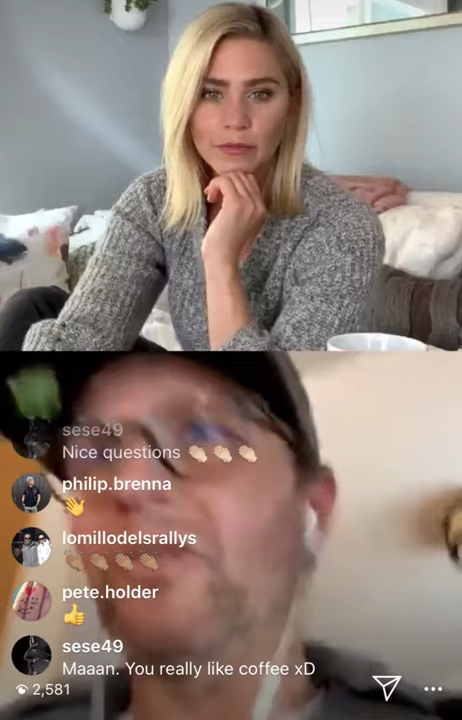 sese49
Nice questions 👏🏼👏🏼👏🏼
philip.brenna
👋
lomillodelsrallys
👏🏽👏🏽👏🏽👏🏽
pete.holder
👍
sese49
Maaan. You really like coffee xD
2,581